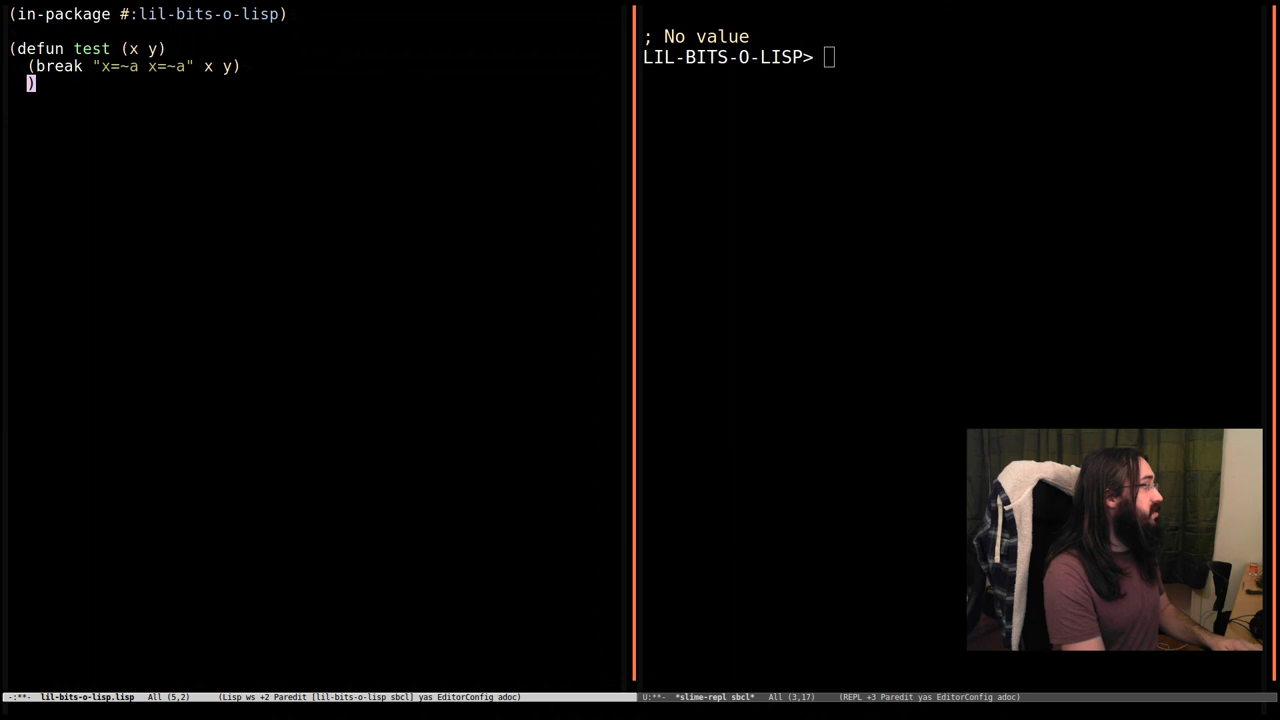 (in-package #:lil-bits-o-lisp)
(defun test (x y)
(break "x=~a x=~a" x y)
)
; No value
LIL-BITS-O-LISP>
-:**- lil-bits-o-lisp.lisp All (5,2) (Lisp ws +2 Paredit [lil-bits-o-lisp sbcl] yas EditorConfig adoc)
U:**- *slime-repl sbcl* All (3,17) (REPL +3 Paredit yas EditorConfig adoc)